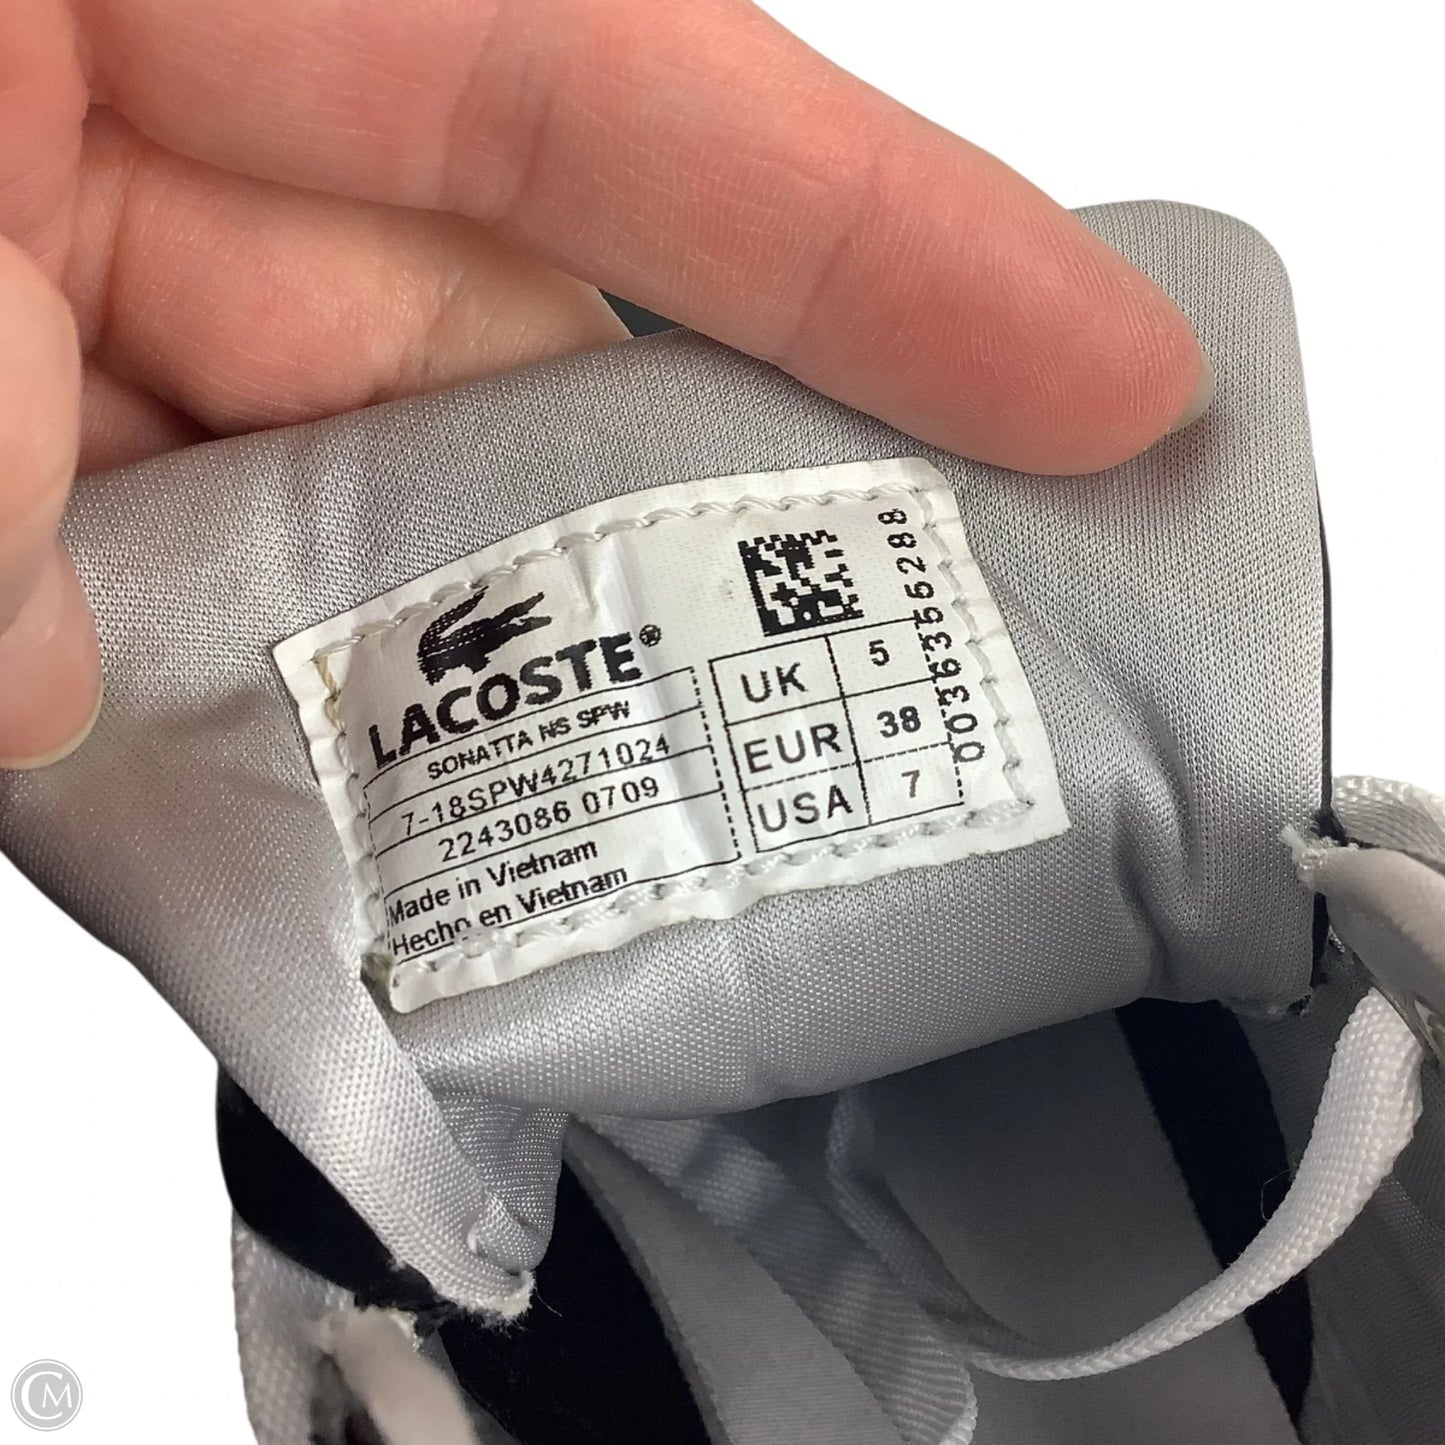 LACOSTE®
SONATTA NS SPW
7-18SPW4271024
2243086 0709
Made in Vietnam
Hecho en Vietnam
UK 5
EUR 38
USA 7
CM